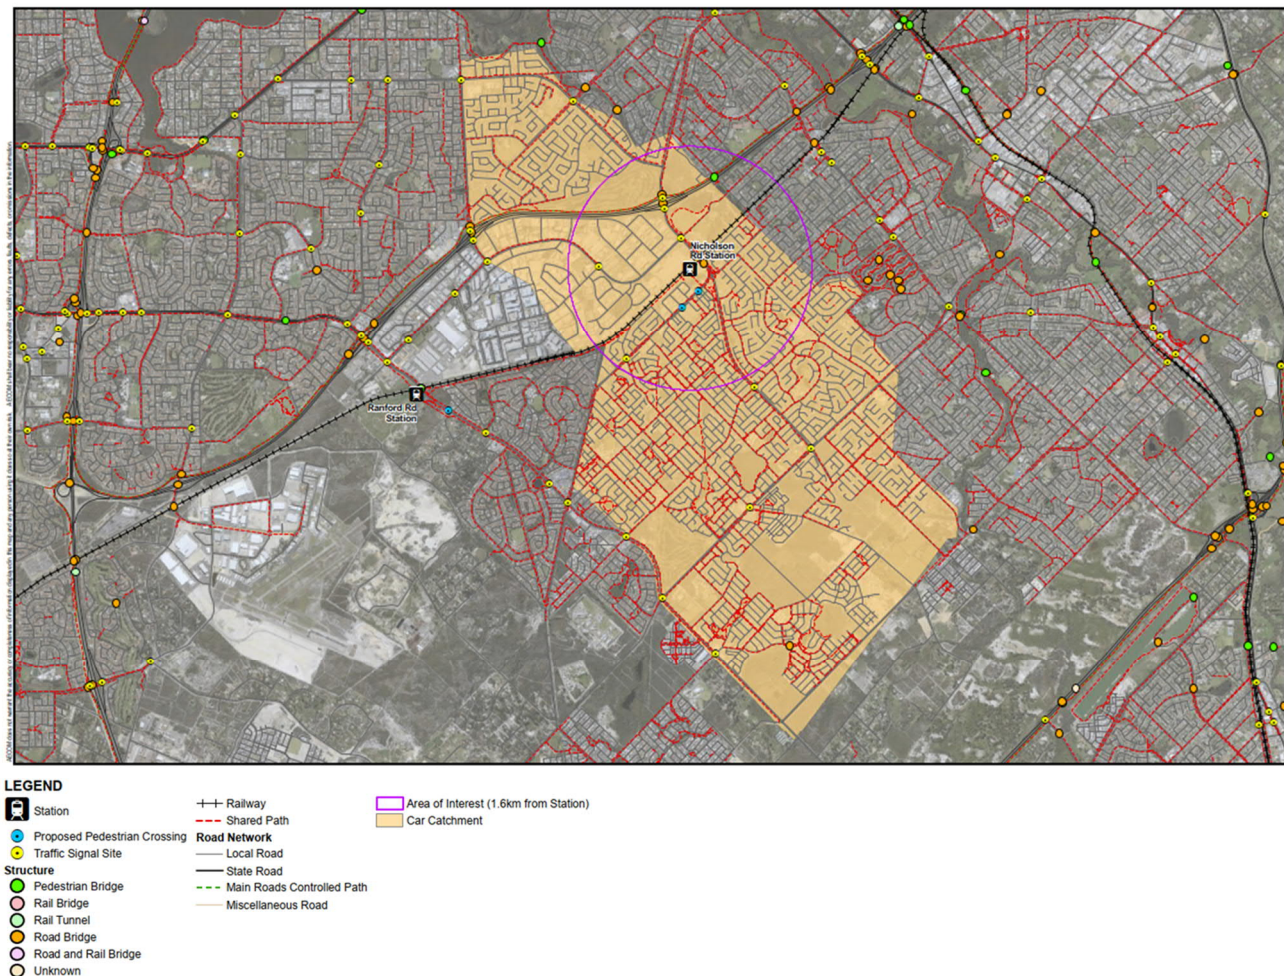 Nicholson
Rd Station
Ranford Rd
Station
LEGEND
Station
Proposed Pedestrian Crossing
Traffic Signal Site
Structure
Pedestrian Bridge
Rail Bridge
Rail Tunnel
Road Bridge
Road and Rail Bridge
Unknown
Railway
Shared Path
Road Network
Local Road
State Road
Main Roads Controlled Path
Miscellaneous Road
Area of Interest (1.6km from Station)
Car Catchment